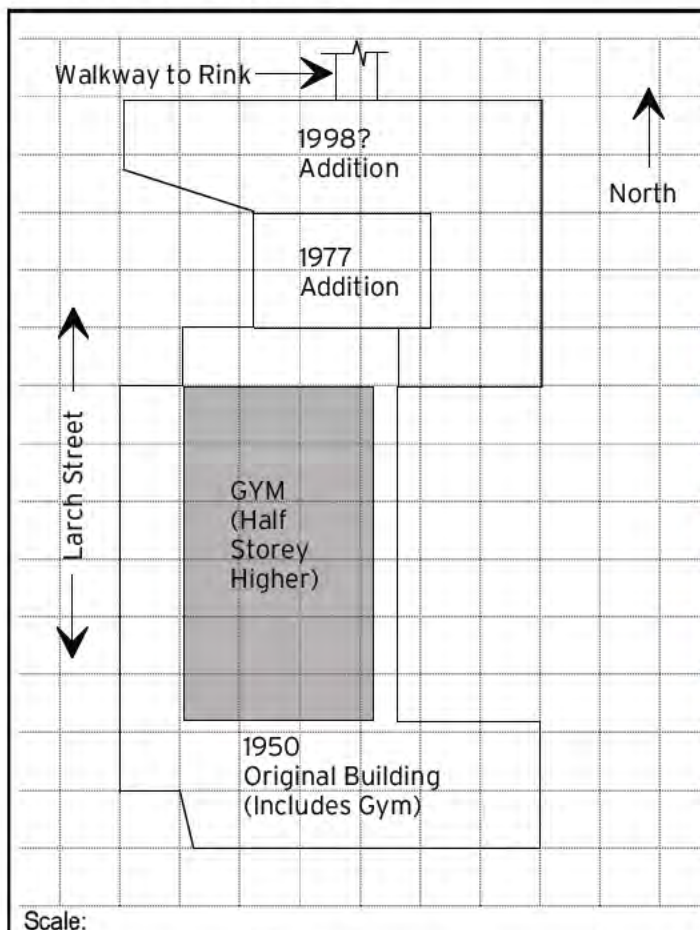 Walkway to Rink
1998?
Addition
North
1977
Addition
Larch Street
GYM
(Half
Storey
Higher)
1950
Original Building
(Includes Gym)
Scale: